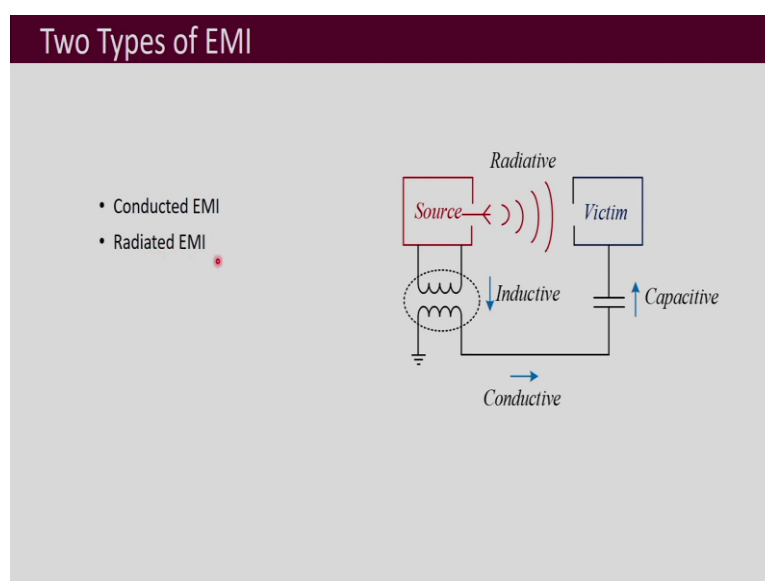 Two Types of EMI
• Conducted EMI
• Radiated EMI
Radiative
Source
Victim
Inductive
Capacitive
Conductive